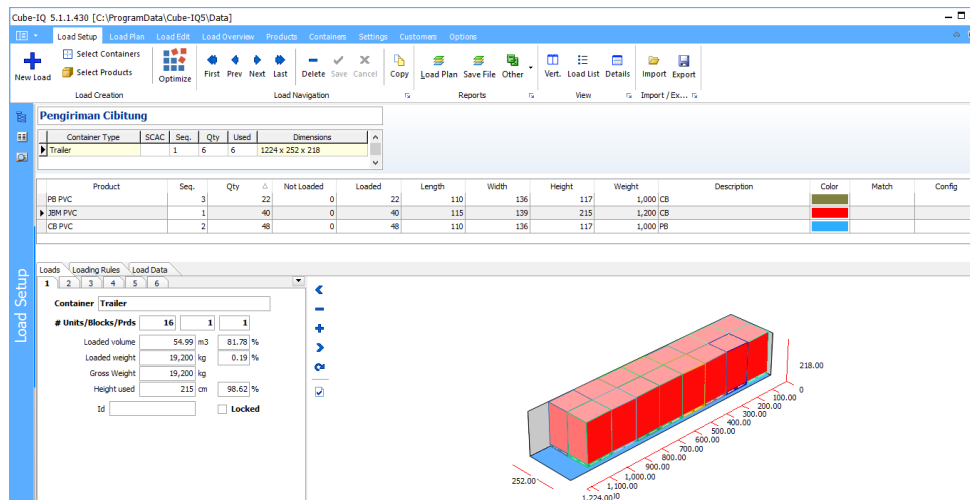 Cube-IQ 5.1.1.430 [C:\ProgramData\Cube-IQ5\Data]
Load Setup Load Plan Load Edit Load Overview Products Containers Settings Customers Options
New Load Select Containers Select Products Optimize First Prev Next Last Delete Save Cancel Copy Load Plan Save File Other Vert. Load List Details Import Export
Load Creation Load Navigation Reports View Import / Ex...
Pengiriman Cibitung
Container Type SCAC Seq. Qty Used Dimensions
Trailer 1 6 6 1224 x 252 x 218
Product Seq. Qty Not Loaded Loaded Length Width Height Weight Description Color Match Config
PB PVC 3 22 0 22 110 136 117 1,000 CB
JBM PVC 1 40 0 40 115 139 215 1,200 CB
CB PVC 2 48 0 48 110 136 117 1,000 PB
Load Setup
Loads Loading Rules Load Data
1 2 3 4 5 6
Container Trailer
# Units/Blocks/Prds 16 1 1
Loaded volume 54.99 m3 81.78 %
Loaded weight 19,200 kg 0.19 %
Gross Weight 19,200 kg
Height used 215 cm 98.62 %
Id Locked
218.00
0
100.00
200.00
300.00
400.00
500.00
600.00
700.00
800.00
900.00
1,000.00
1,100.00
1,224.00
252.00